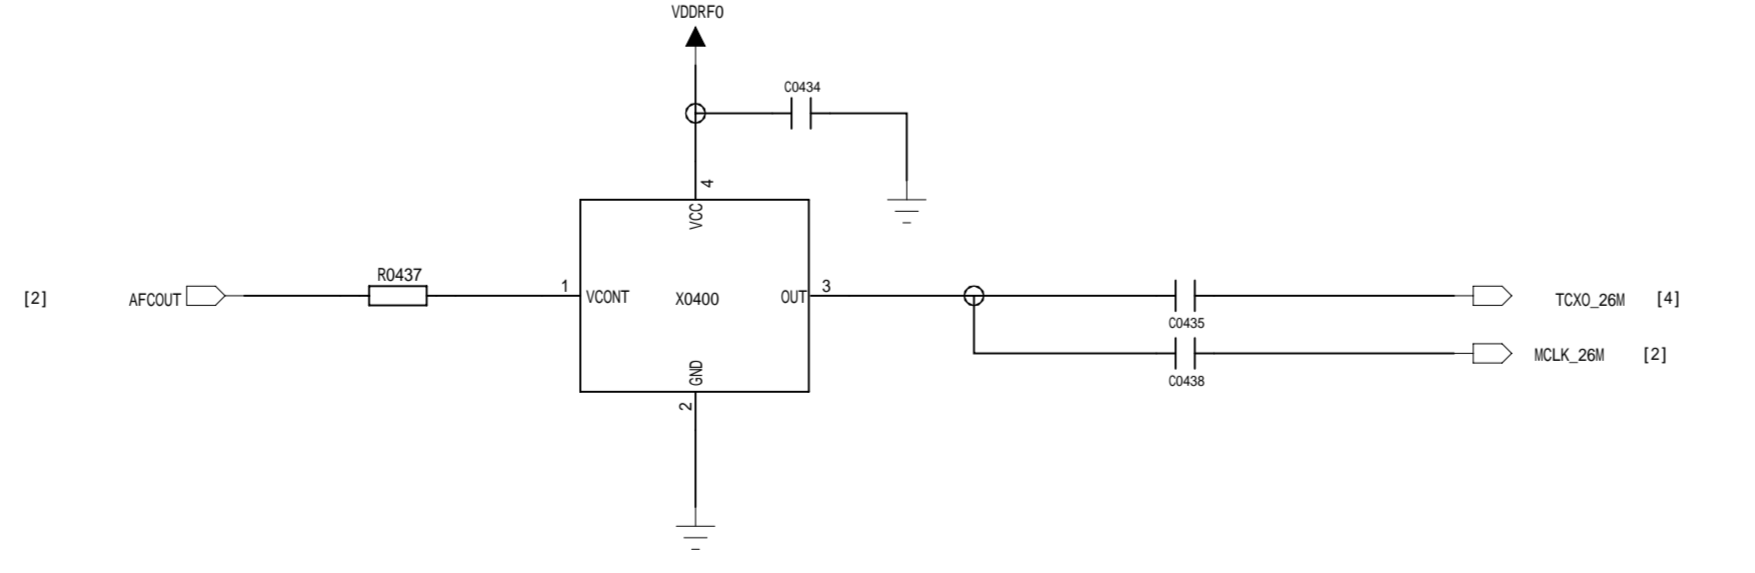 VDDRF0
C0434
4
VCC
R0437
[2]
AFCOUT
1
VCONT
X0400
OUT
3
TCXO_26M
[4]
C0435
MCLK_26M
[2]
C0438
GND
2